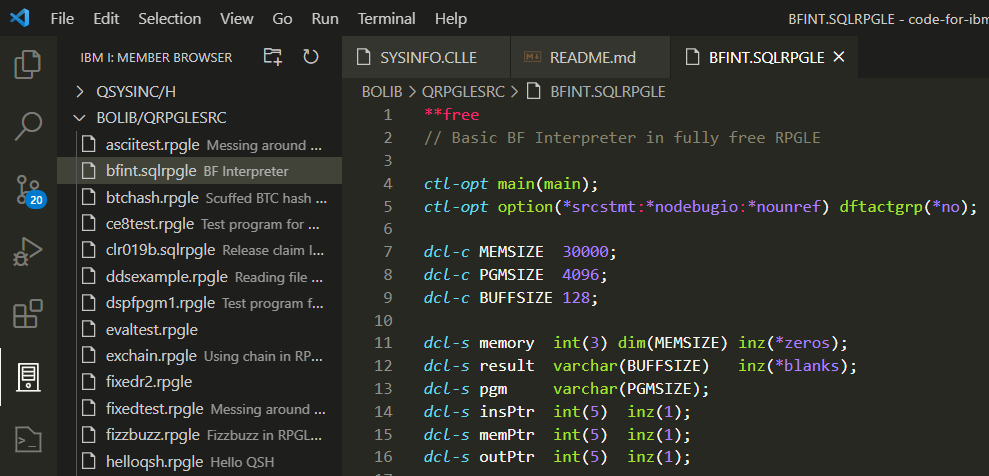 File Edit Selection View Go Run Terminal Help BFINT.SQLRPGLE - code-for-ibm
IBM I: MEMBER BROWSER
QSYSINC/H
BOLIB/QRPGLESRC
asciitest.rpgle Messing around ...
bfint.sqlrpgle BF Interpreter
btchash.rpgle Scuffed BTC hash ...
ce8test.rpgle Test program for ...
clr019b.sqlrpgle Release claim I...
ddsexample.rpgle Reading file ...
dspfpgm1.rpgle Test program f...
evaltest.rpgle
exchain.rpgle Using chain in RP...
fixedr2.rpgle
fixedtest.rpgle Messing around ...
fizzbuzz.rpgle Fizzbuzz in RPGL...
helloqsh.rpgle Hello QSH
20
SYSINFO.CLLE README.md BFINT.SQLRPGLE
BOLIB > QRPGLESRC > BFINT.SQLRPGLE
1 **free
2 // Basic BF Interpreter in fully free RPGLE
3
4 ctl-opt main(main);
5 ctl-opt option(*srcstmt:*nodebugio:*nounref) dftactgrp(*no);
6
7 dcl-c MEMSIZE 30000;
8 dcl-c PGMSIZE 4096;
9 dcl-c BUFFSIZE 128;
10
11 dcl-s memory int(3) dim(MEMSIZE) inz(*zeros);
12 dcl-s result varchar(BUFFSIZE) inz(*blanks);
13 dcl-s pgm varchar(PGMSIZE);
14 dcl-s insPtr int(5) inz(1);
15 dcl-s memPtr int(5) inz(1);
16 dcl-s outPtr int(5) inz(1);